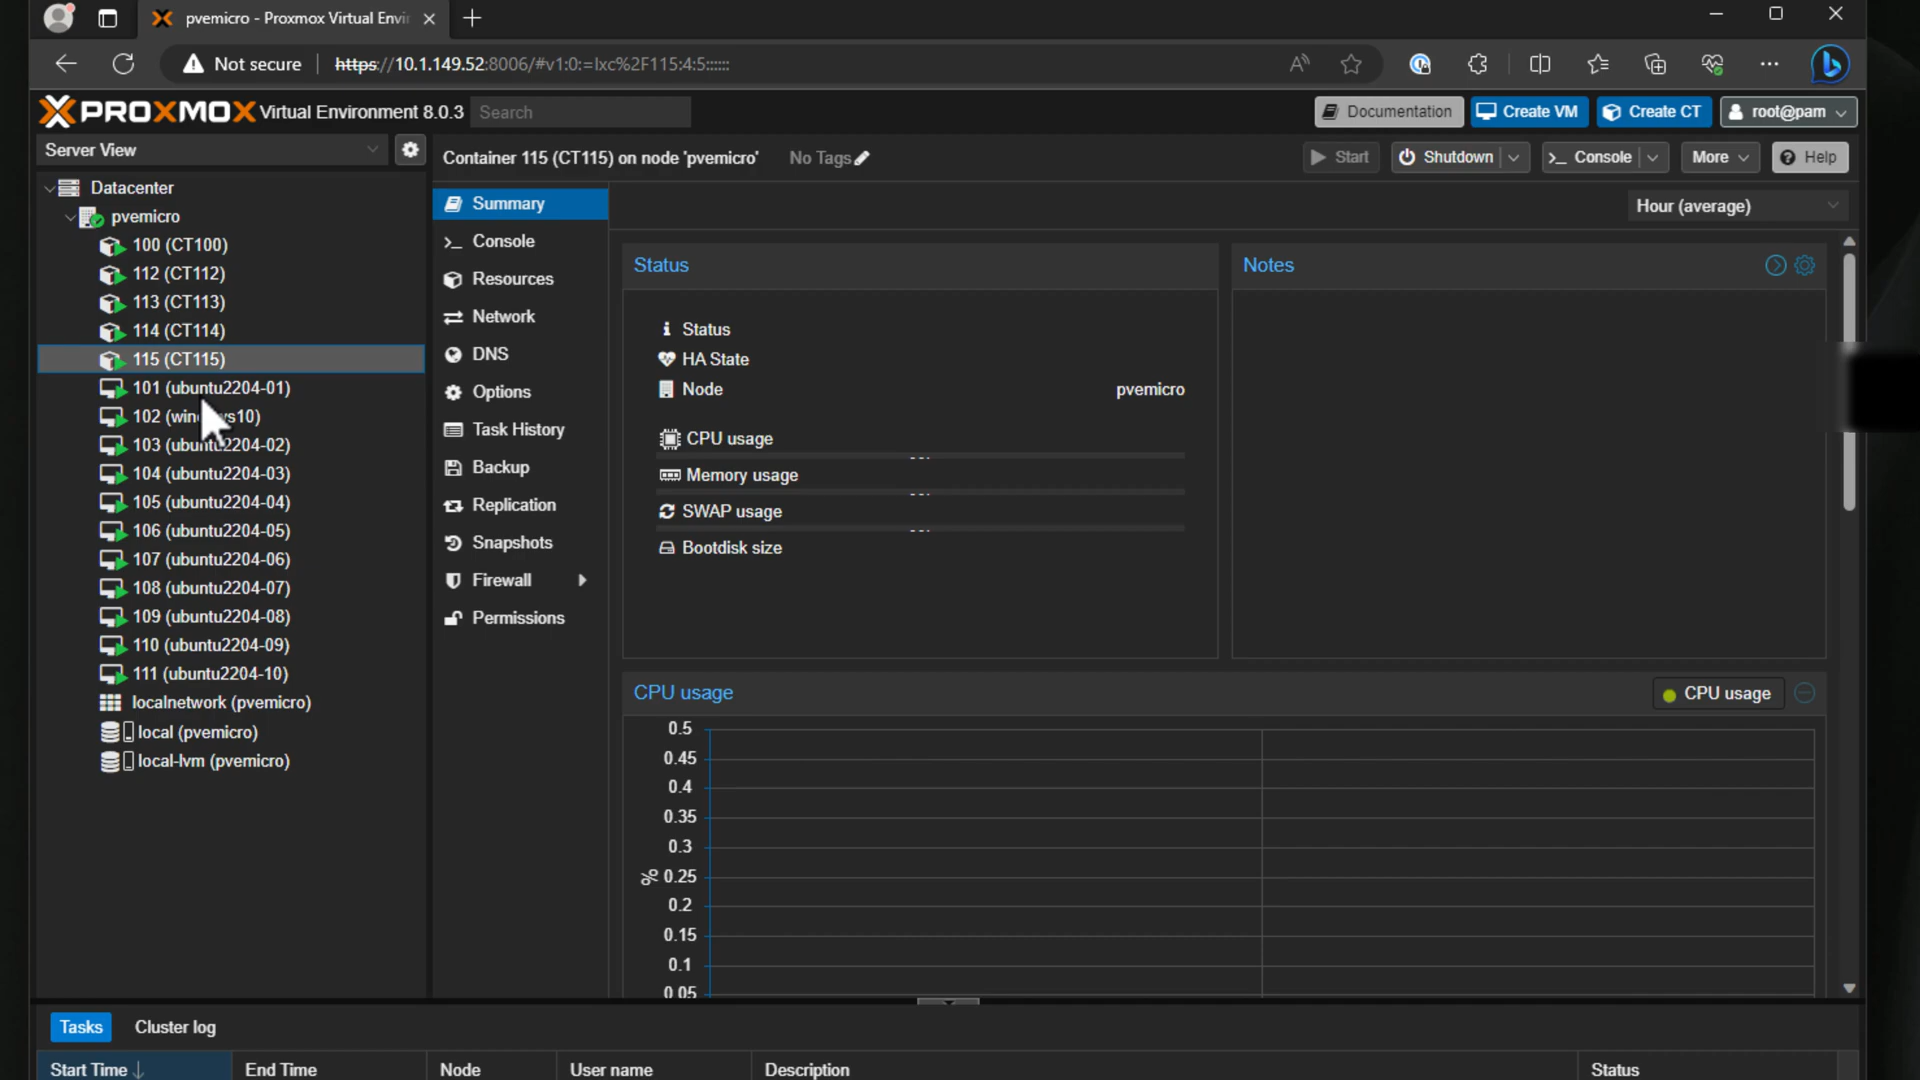 pvemicro - Proxmox Virtual Envir
Not secure
https://10.1.149.52:8006/#v1:0:=lxc%2F115:4:5::::::
PROXMOX Virtual Environment 8.0.3
Search
Documentation
Create VM
Create CT
root@pam
Server View
Container 115 (CT115) on node 'pvemicro'
No Tags
Start
Shutdown
Console
More
Help
Datacenter
pvemicro
100 (CT100)
112 (CT112)
113 (CT113)
114 (CT114)
115 (CT115)
101 (ubuntu2204-01)
102 (windows10)
103 (ubuntu2204-02)
104 (ubuntu2204-03)
105 (ubuntu2204-04)
106 (ubuntu2204-05)
107 (ubuntu2204-06)
108 (ubuntu2204-07)
109 (ubuntu2204-08)
110 (ubuntu2204-09)
111 (ubuntu2204-10)
localnetwork (pvemicro)
local (pvemicro)
local-lvm (pvemicro)
Summary
Console
Resources
Network
DNS
Options
Task History
Backup
Replication
Snapshots
Firewall
Permissions
Hour (average)
Status
Status
HA State
Node
pvemicro
CPU usage
Memory usage
SWAP usage
Bootdisk size
Notes
CPU usage
CPU usage
0.5
0.45
0.4
0.35
0.3
% 0.25
0.2
0.15
0.1
0.05
Tasks
Cluster log
Start Time
End Time
Node
User name
Description
Status